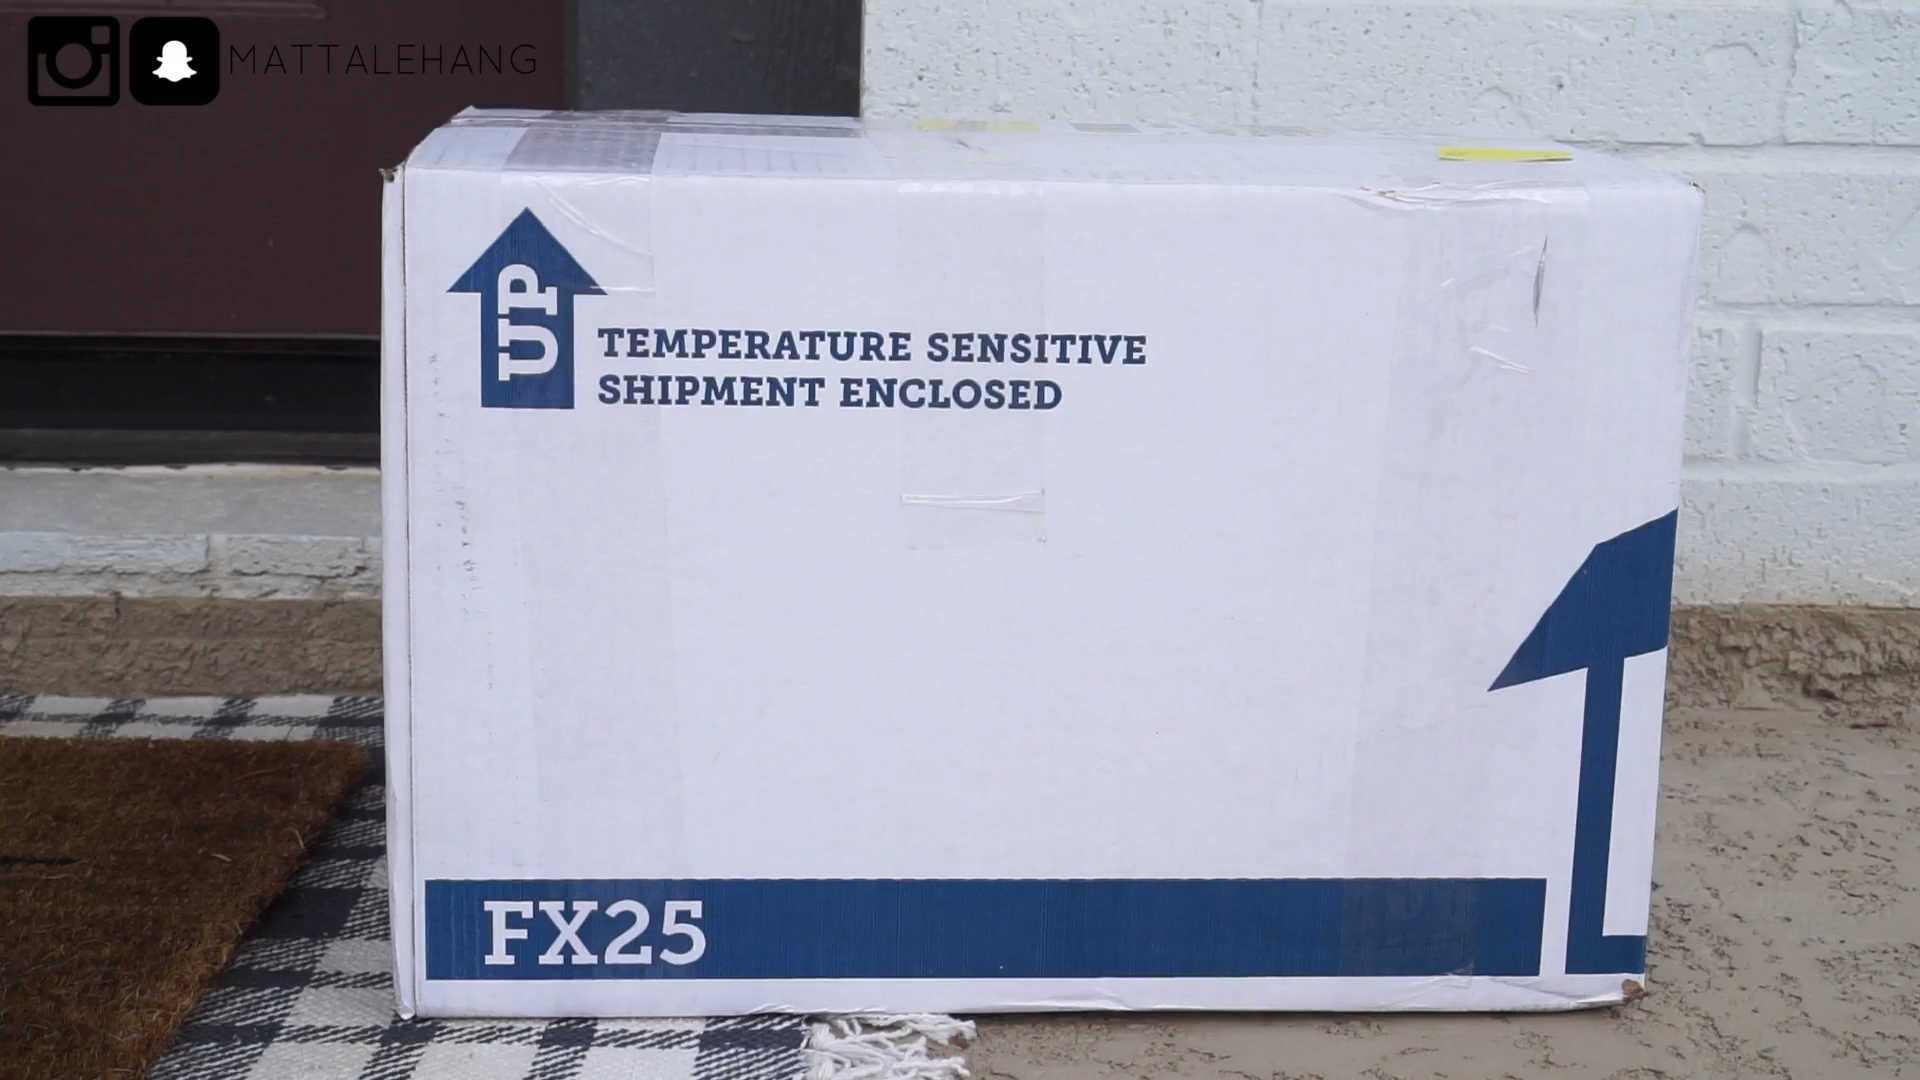 MATTALEHANG
UP
TEMPERATURE SENSITIVE
SHIPMENT ENCLOSED
FX25